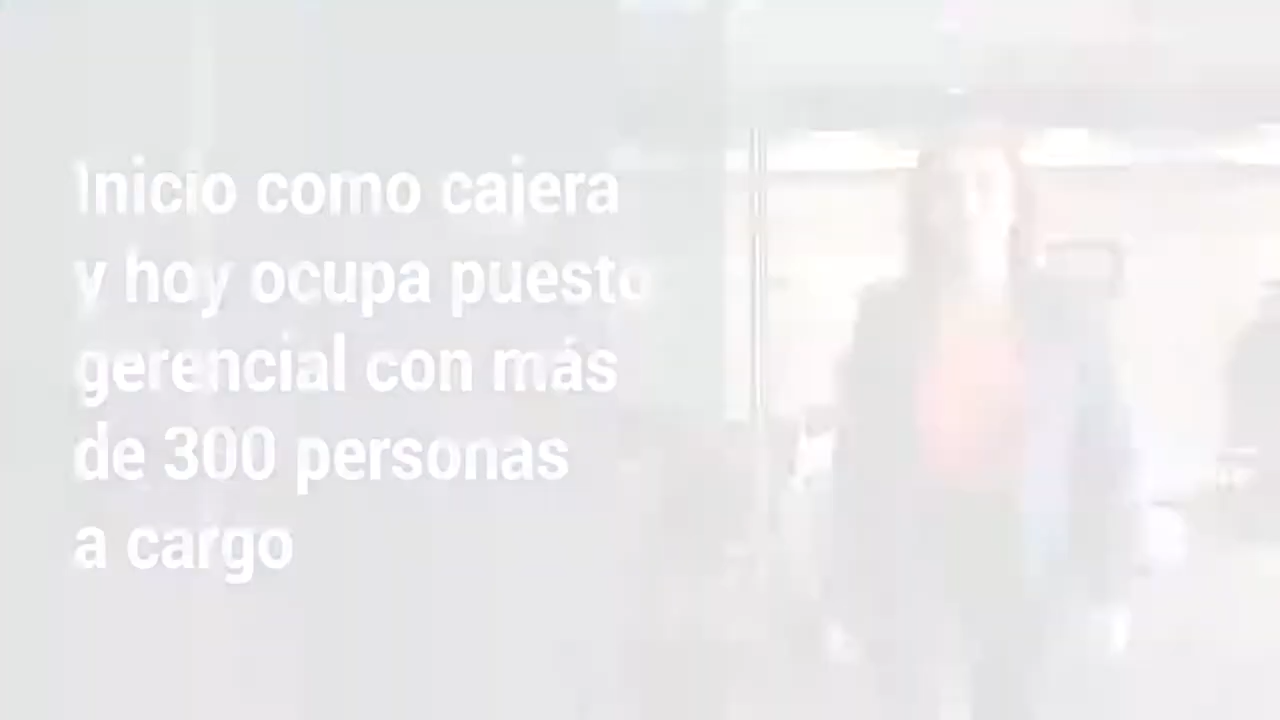 Inicio como cajera
y hoy ocupa puesto
gerencial con más
de 300 personas
a cargo